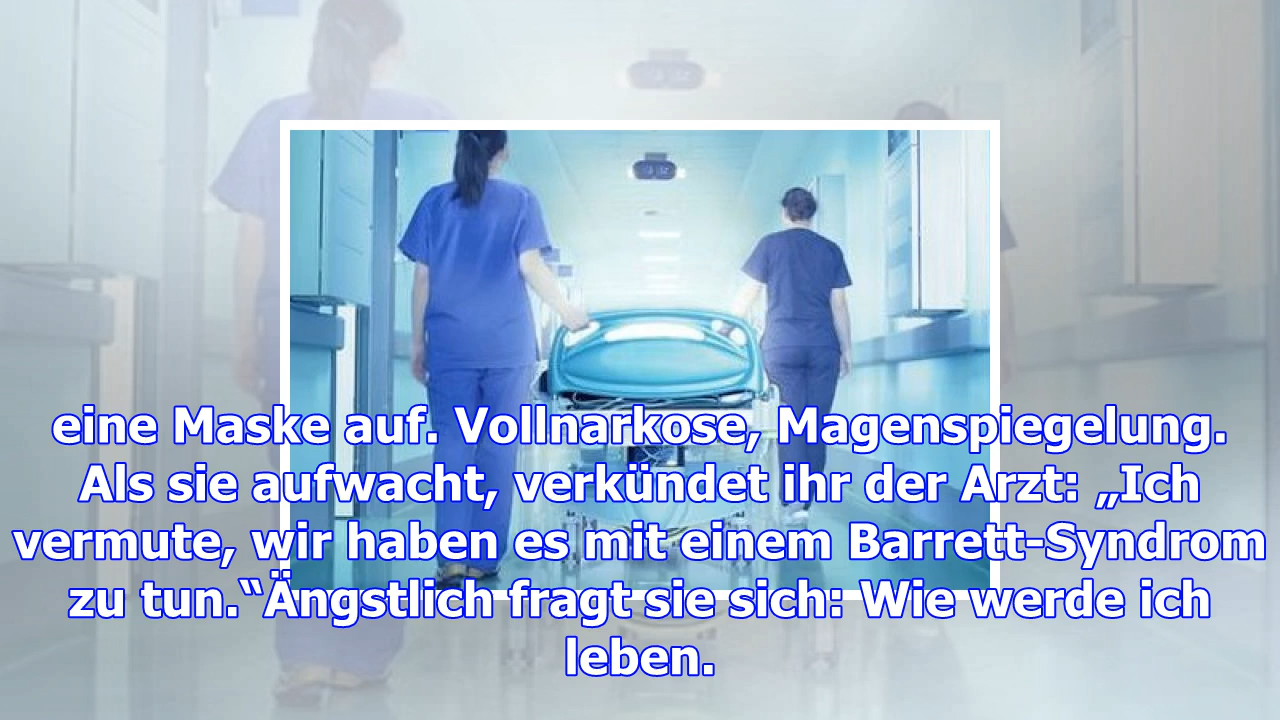 eine Maske auf. Vollnarkose, Magenspiegelung.
Als sie aufwacht, verkündet ihr der Arzt: „Ich
vermute, wir haben es mit einem Barrett-Syndrom
zu tun.“Ängstlich fragt sie sich: Wie werde ich
leben.